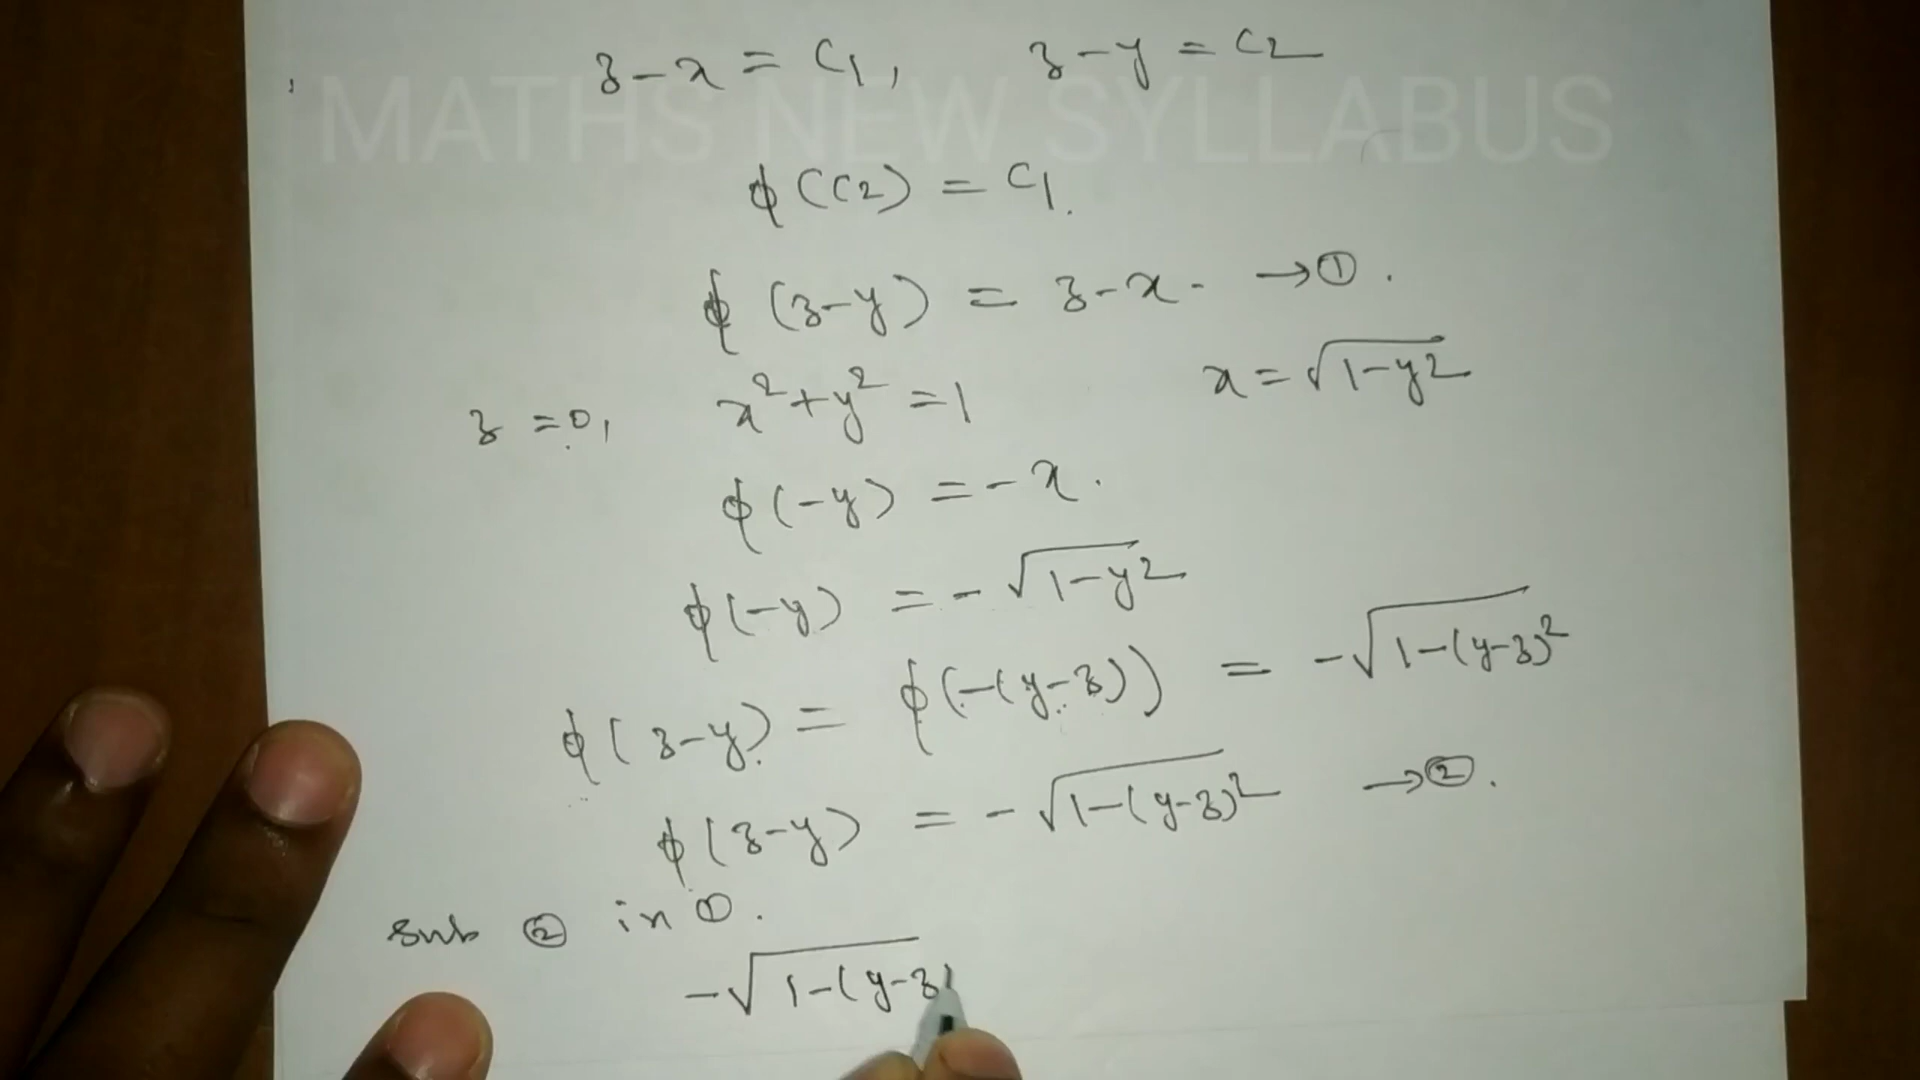 z - x = c1, z - y = c2
MATHS NEW SYLLABUS
ϕ(c2) = c1.
ϕ(z-y) = z-x. → ①.
z = 0, x² + y² = 1 x = √1-y²
ϕ(-y) = -x.
ϕ(-y) = -√1-y²
ϕ(z-y) = ϕ(-(y-z)) = -√1-(y-z)²
ϕ(z-y) = -√1-(y-z)² → ②.
Sub ② in ①.
-√1-(y-z)